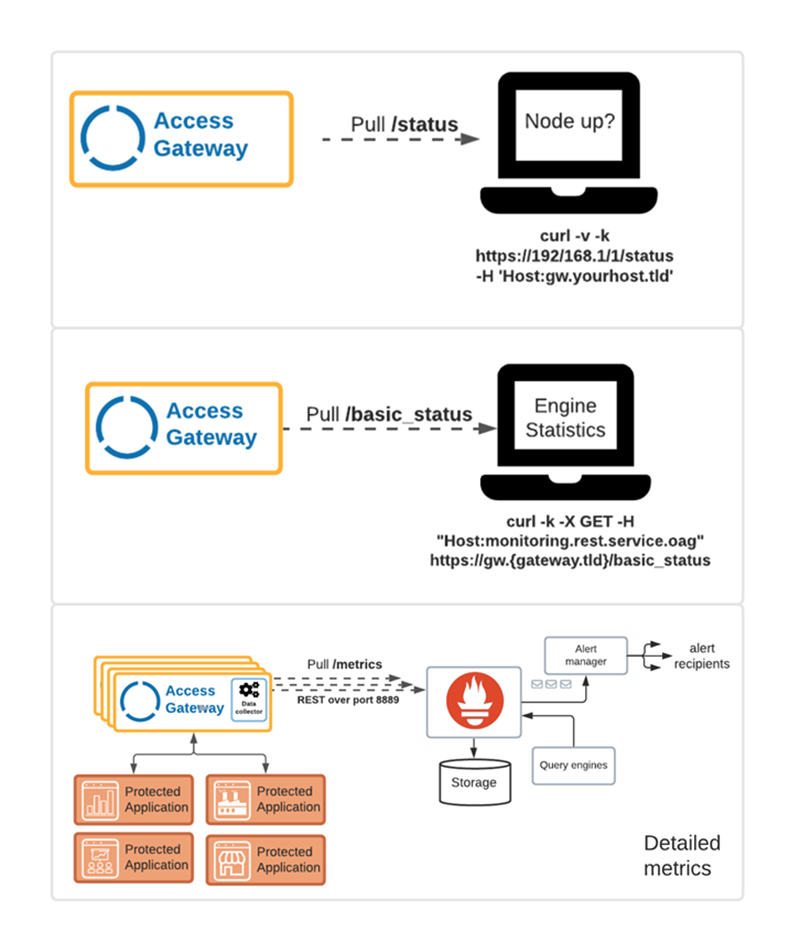 Access
Gateway
Pull /status
Node up?
curl -v -k
https://192/168.1/1/status
-H 'Host:gw.yourhost.tld'
Access
Gateway
Pull /basic_status
Engine
Statistics
curl -k -X GET -H
"Host:monitoring.rest.service.oag"
https://gw.{gateway.tld}/basic_status
Access
Gateway
Data
collector
Pull /metrics
REST over port 8889
Alert
manager
alert
recipients
Storage
Query engines
Protected
Application
Protected
Application
Protected
Application
Protected
Application
Detailed
metrics